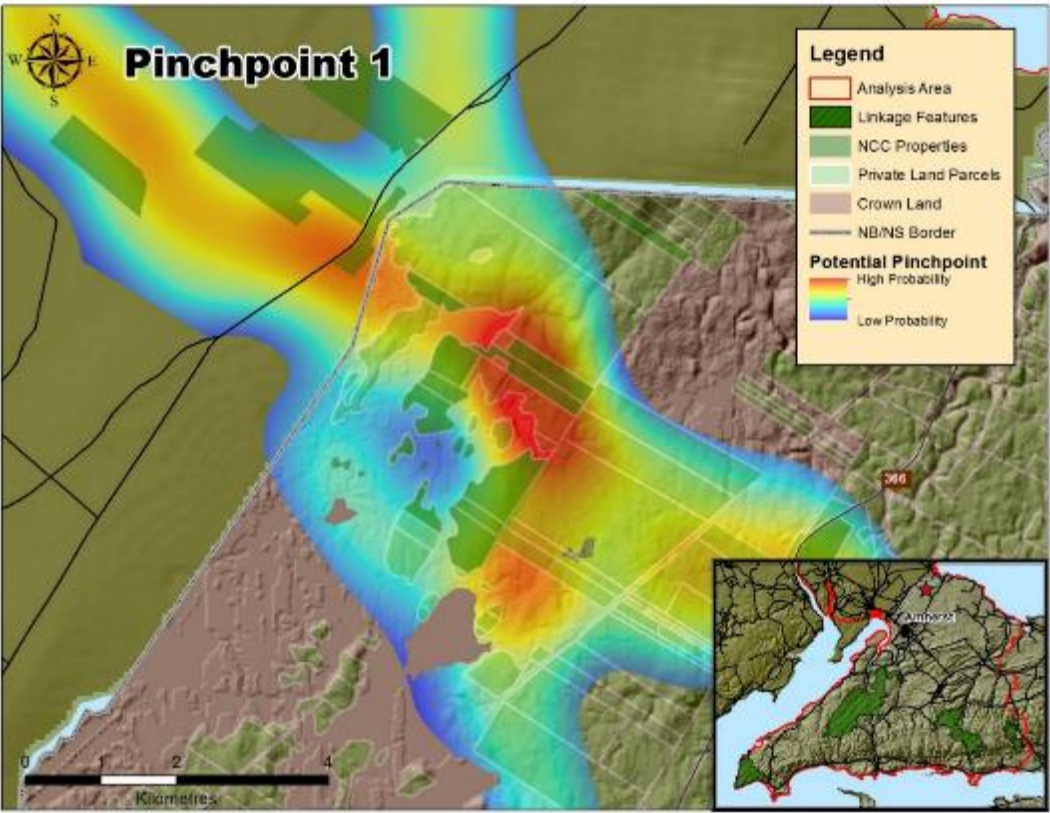 N
W E
S
Pinchpoint 1
Legend
Analysis Area
Linkage Features
NCC Properties
Private Land Parcels
Crown Land
NB/NS Border
Potential Pinchpoint
High Probability
Low Probability
366
Amherst
0 1 2 4
Kilometres